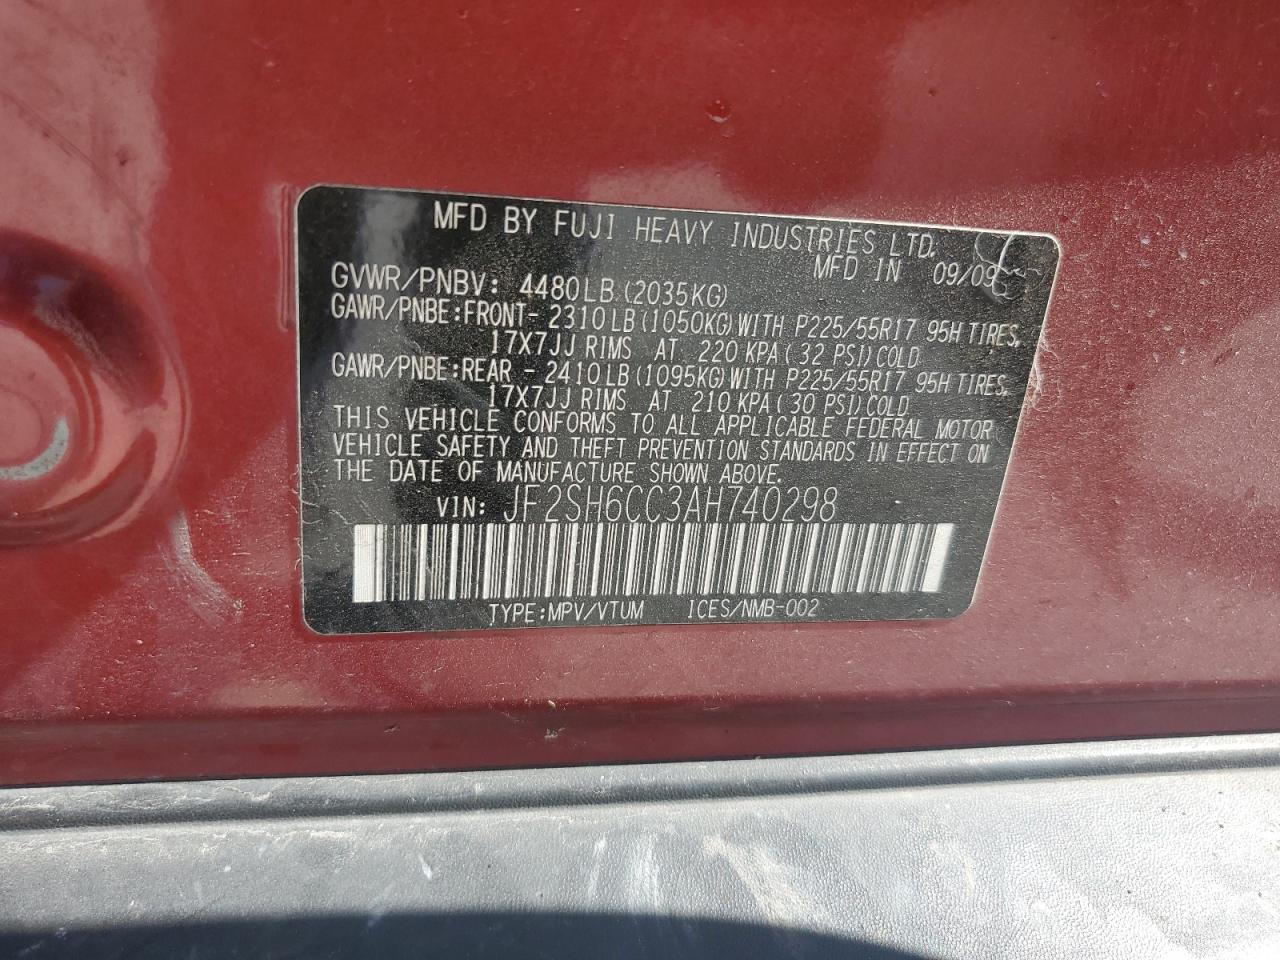 MFD BY FUJI HEAVY INDUSTRIES LTD.
MFD IN 09/09
GVWR/PNBV: 4480LB (2035KG)
GAWR/PNBE:FRONT- 2310LB (1050KG) WITH P225/55R17 95H TIRES,
17X7JJ RIMS AT 220 KPA( 32 PSI)COLD
GAWR/PNBE:REAR - 2410LB (1095KG) WITH P225/55R17 95H TIRES,
17X7JJ RIMS AT 210 KPA (30 PSI)COLD
THIS VEHICLE CONFORMS TO ALL APPLICABLE FEDERAL MOTOR
VEHICLE SAFETY AND THEFT PREVENTION STANDARDS IN EFFECT ON
THE DATE OF MANUFACTURE SHOWN ABOVE.
VIN: JF2SH6CC3AH740298
TYPE:MPV/VTUM ICES/NMB-002